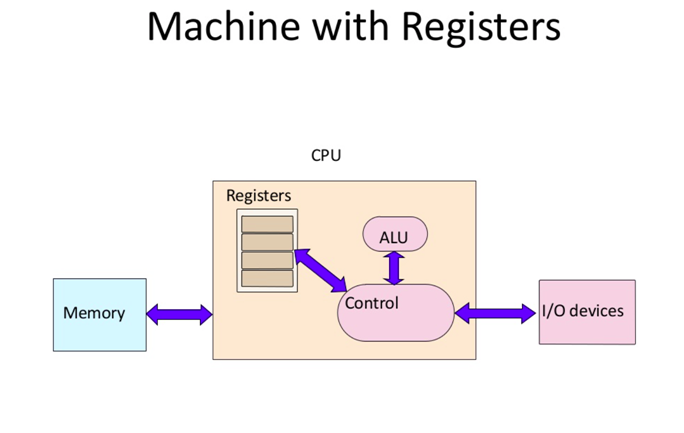 Machine with Registers
CPU
Registers
ALU
Control
Memory
I/O devices